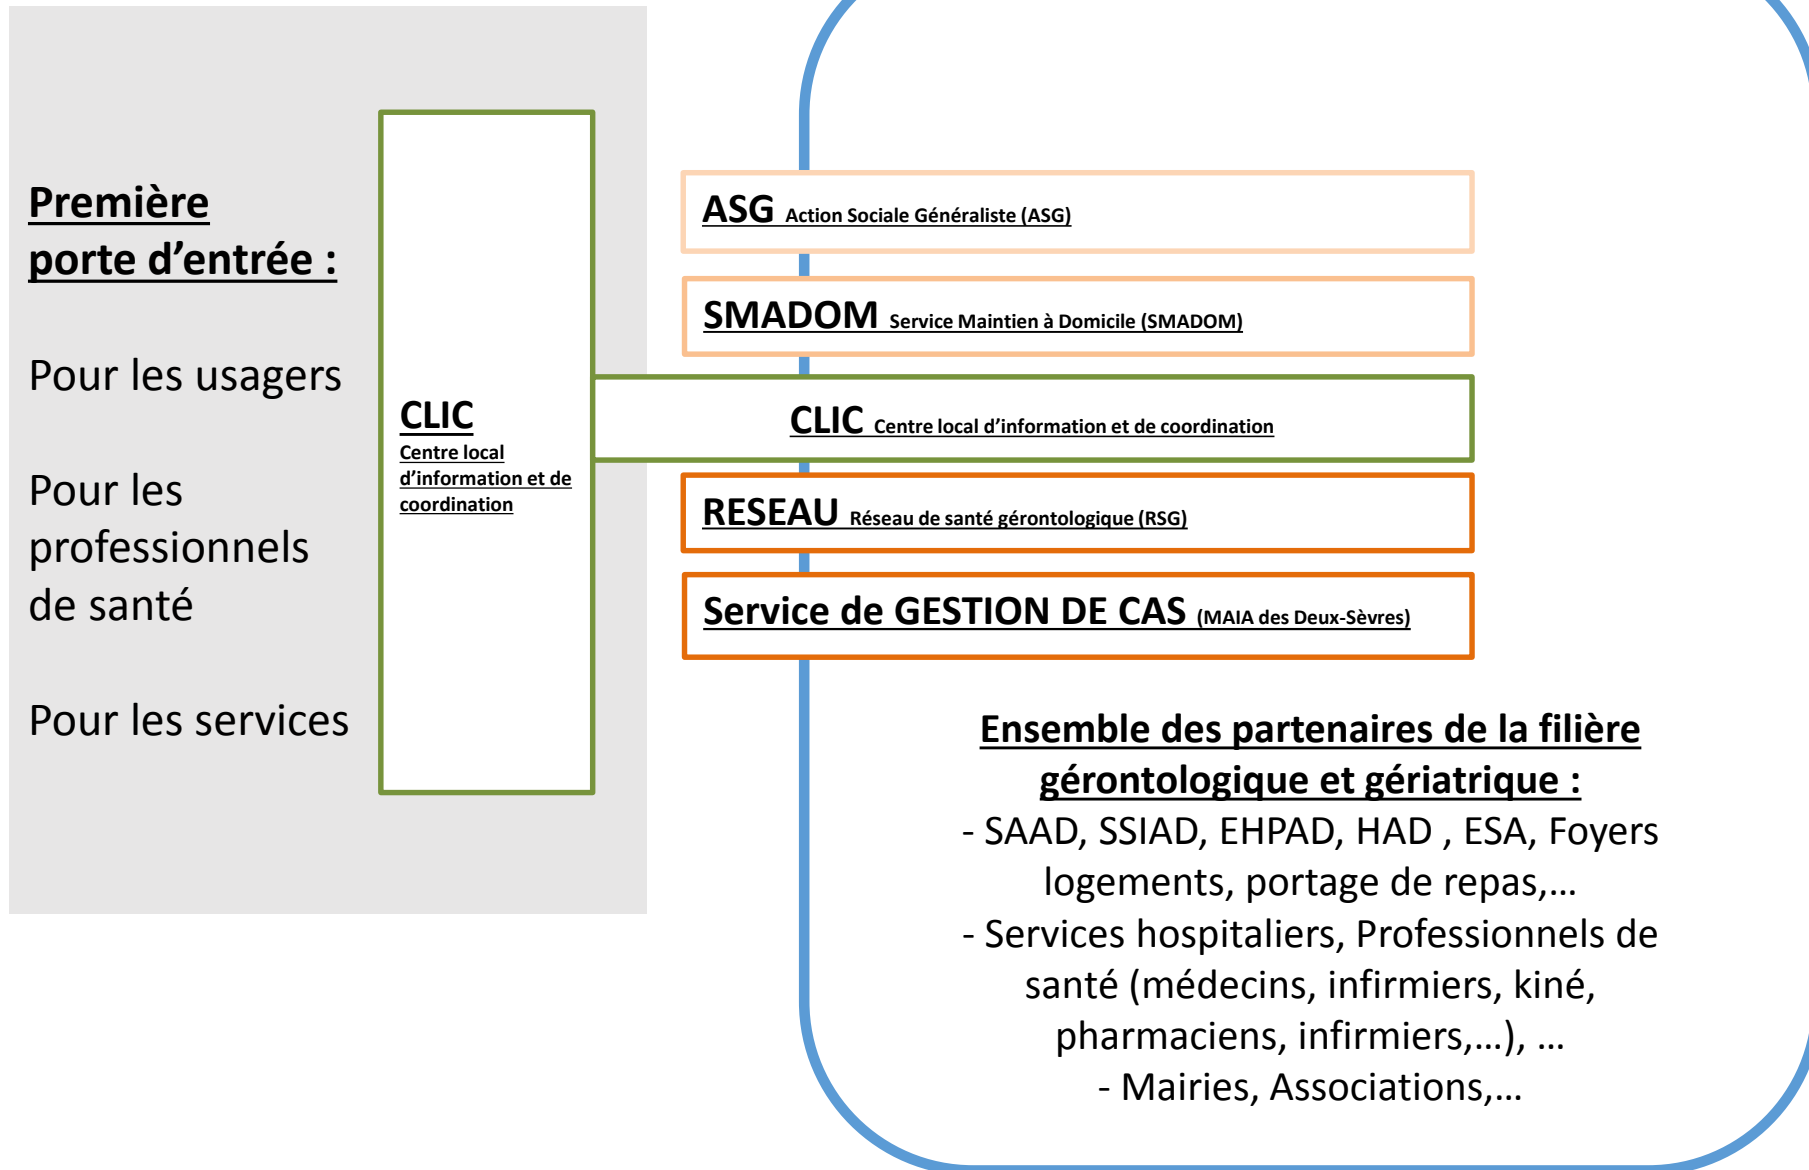 Première
porte d’entrée :
Pour les usagers
Pour les
professionnels
de santé
Pour les services
CLIC
Centre local
d’information et de
coordination
ASG Action Sociale Généraliste (ASG)
SMADOM Service Maintien à Domicile (SMADOM)
CLIC Centre local d’information et de coordination
RESEAU Réseau de santé gérontologique (RSG)
Service de GESTION DE CAS (MAIA des Deux-Sèvres)
Ensemble des partenaires de la filière
gérontologique et gériatrique :
- SAAD, SSIAD, EHPAD, HAD , ESA, Foyers
logements, portage de repas,…
- Services hospitaliers, Professionnels de
santé (médecins, infirmiers, kiné,
pharmaciens, infirmiers,…), …
- Mairies, Associations,…